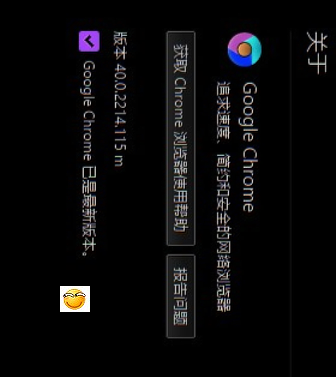 关于
Google Chrome
追求速度、简约和安全的网络浏览器
获取 Chrome 浏览器使用帮助
报告问题
版本 40.0.2214.115 m
Google Chrome 已是最新版本。